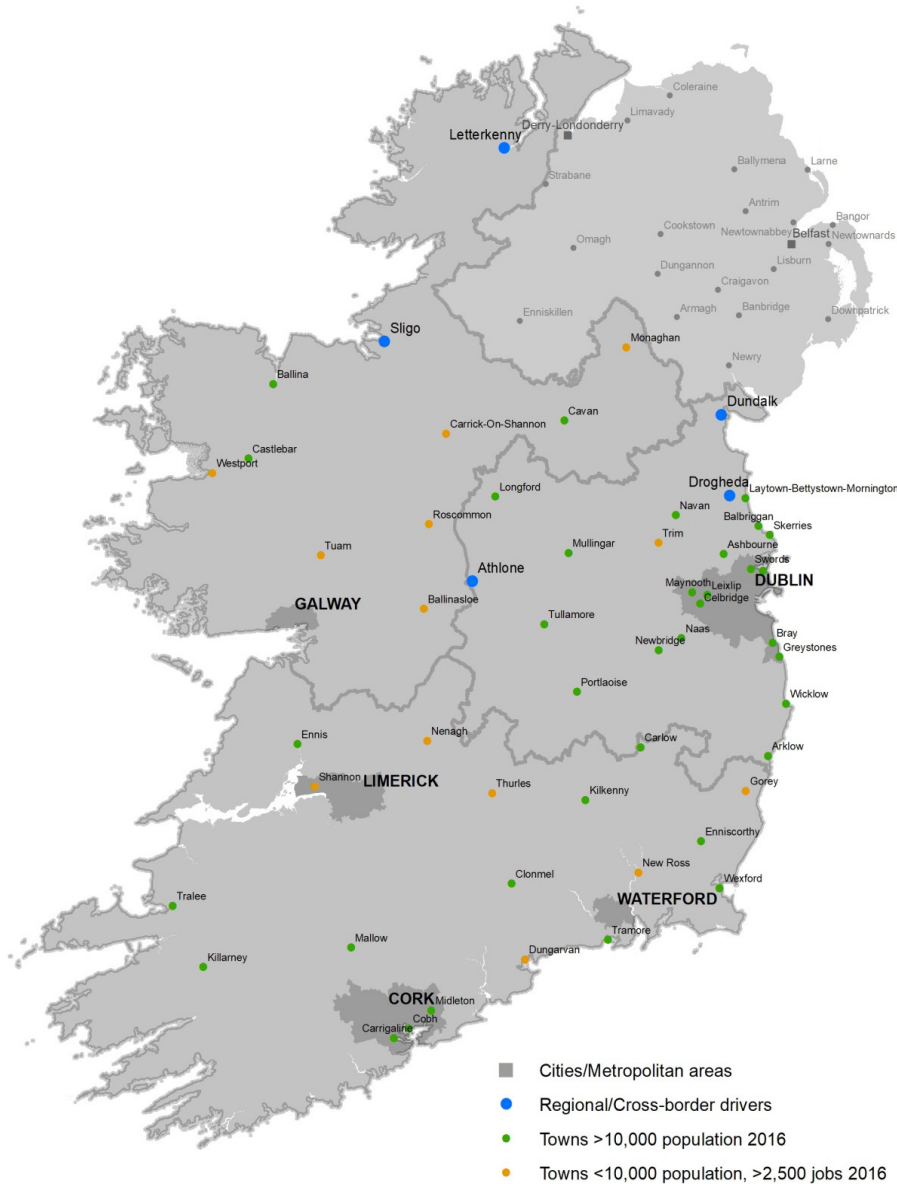 Coleraine
Limavady
Derry-Londonderry
Letterkenny
Ballymena
Larne
Strabane
Antrim
Bangor
Cookstown
Newtownabbey
Belfast
Omagh
Newtownards
Lisburn
Dungannon
Craigavon
Enniskillen
Armagh
Banbridge
Downpatrick
Sligo
Monaghan
Newry
Ballina
Dundalk
Cavan
Carrick-On-Shannon
Castlebar
Westport
Drogheda
Laytown-Bettystown-Mornington
Longford
Navan
Balbriggan
Skerries
Roscommon
Trim
Mullingar
Ashbourne
Tuam
Swords
Athlone
DUBLIN
Maynooth
Leixlip
Celbridge
GALWAY
Ballinasloe
Tullamore
Naas
Bray
Newbridge
Greystones
Portlaoise
Wicklow
Ennis
Nenagh
Carlow
Arklow
Shannon
LIMERICK
Thurles
Kilkenny
Gorey
Enniscorthy
New Ross
Clonmel
Wexford
WATERFORD
Tralee
Tramore
Mallow
Dungarvan
Killarney
CORK
Midleton
Cobh
Carrigaline
Cities/Metropolitan areas
Regional/Cross-border drivers
Towns >10,000 population 2016
Towns <10,000 population, >2,500 jobs 2016